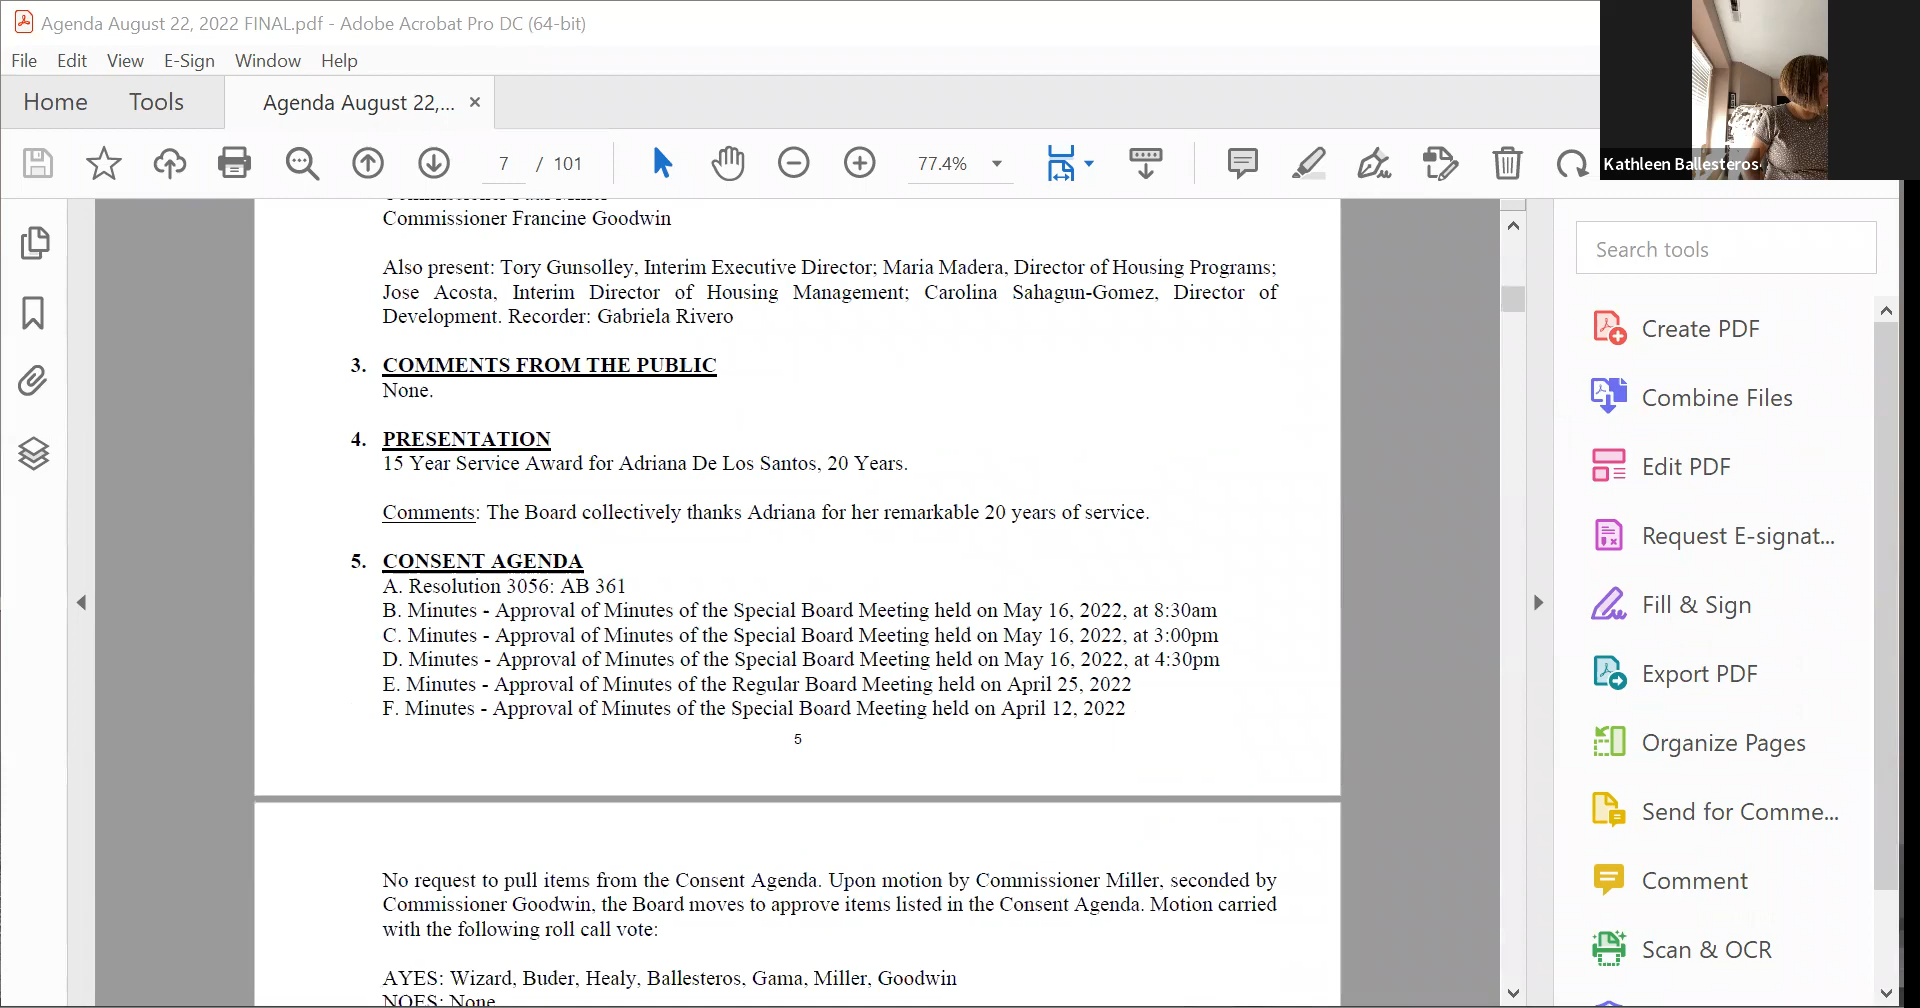 Agenda August 22, 2022 FINAL.pdf - Adobe Acrobat Pro DC (64-bit)
File Edit View E-Sign Window Help
Home Tools Agenda August 22,... ×
7 / 101 77.4%
Kathleen Ballesteros
Commissioner Francine Goodwin
Also present: Tory Gunsolley, Interim Executive Director; Maria Madera, Director of Housing Programs;
Jose Acosta, Interim Director of Housing Management; Carolina Sahagun-Gomez, Director of
Development. Recorder: Gabriela Rivero
3. COMMENTS FROM THE PUBLIC
None.
4. PRESENTATION
15 Year Service Award for Adriana De Los Santos, 20 Years.
Comments: The Board collectively thanks Adriana for her remarkable 20 years of service.
5. CONSENT AGENDA
A. Resolution 3056: AB 361
B. Minutes - Approval of Minutes of the Special Board Meeting held on May 16, 2022, at 8:30am
C. Minutes - Approval of Minutes of the Special Board Meeting held on May 16, 2022, at 3:00pm
D. Minutes - Approval of Minutes of the Special Board Meeting held on May 16, 2022, at 4:30pm
E. Minutes - Approval of Minutes of the Regular Board Meeting held on April 25, 2022
F. Minutes - Approval of Minutes of the Special Board Meeting held on April 12, 2022
5
No request to pull items from the Consent Agenda. Upon motion by Commissioner Miller, seconded by
Commissioner Goodwin, the Board moves to approve items listed in the Consent Agenda. Motion carried
with the following roll call vote:
AYES: Wizard, Buder, Healy, Ballesteros, Gama, Miller, Goodwin
NOES: None
Search tools
Create PDF
Combine Files
Edit PDF
Request E-signat...
Fill & Sign
Export PDF
Organize Pages
Send for Comme...
Comment
Scan & OCR